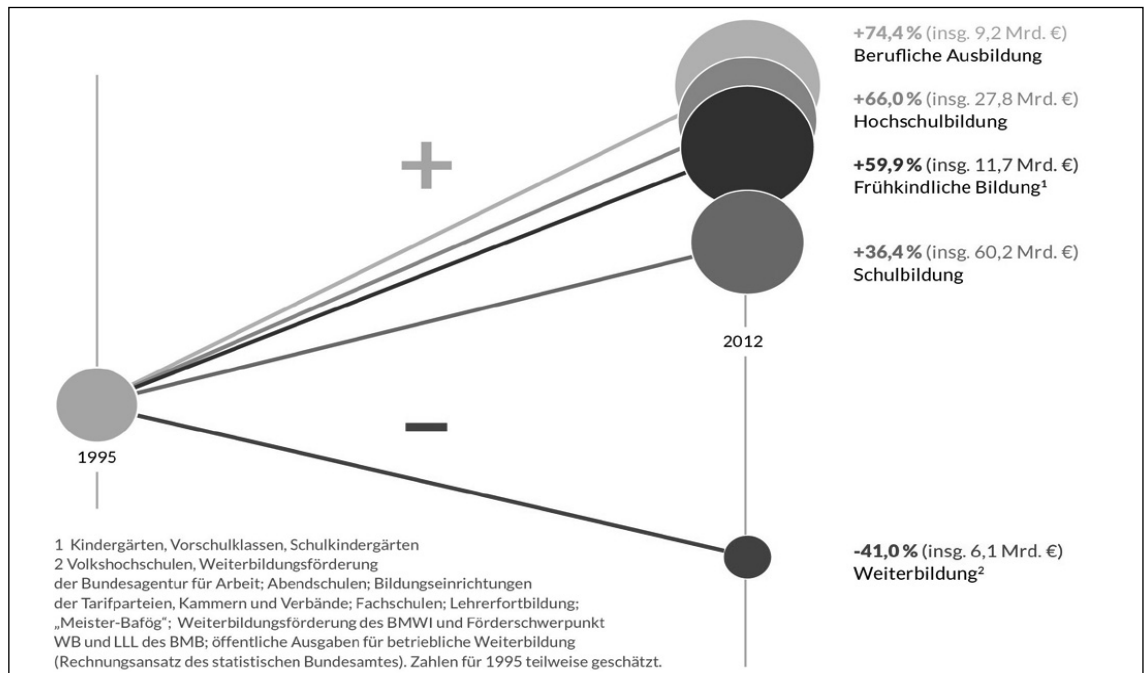 +74,4 % (insg. 9,2 Mrd. €)
Berufliche Ausbildung
+66,0 % (insg. 27,8 Mrd. €)
Hochschulbildung
+59,9 % (insg. 11,7 Mrd. €)
Frühkindliche Bildung¹
+36,4 % (insg. 60,2 Mrd. €)
Schulbildung
+
2012
1995
−
-41,0 % (insg. 6,1 Mrd. €)
Weiterbildung²
1 Kindergärten, Vorschulklassen, Schulkindergärten
2 Volkshochschulen, Weiterbildungsförderung
der Bundesagentur für Arbeit; Abendschulen; Bildungseinrichtungen
der Tarifparteien, Kammern und Verbände; Fachschulen; Lehrerfortbildung;
„Meister-Bafög“; Weiterbildungsförderung des BMWI und Förderschwerpunkt
WB und LLL des BMB; öffentliche Ausgaben für betriebliche Weiterbildung
(Rechnungsansatz des statistischen Bundesamtes). Zahlen für 1995 teilweise geschätzt.